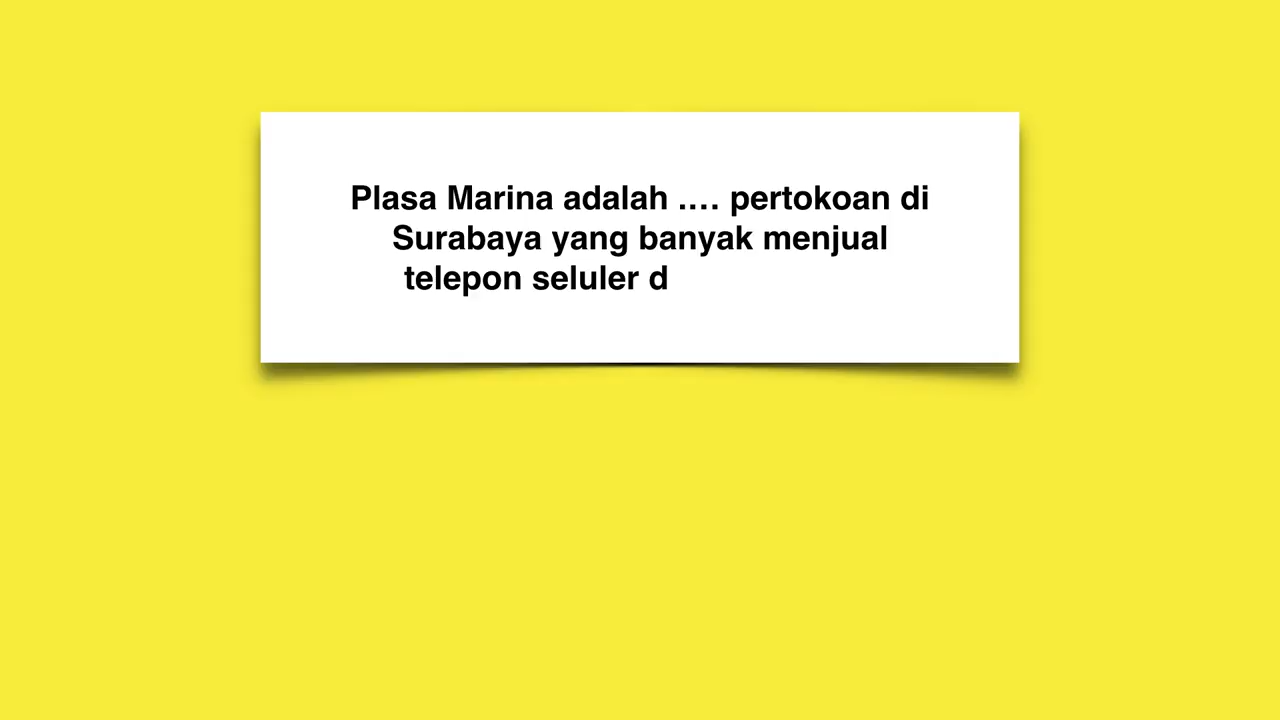 Plasa Marina adalah .... pertokoan di
Surabaya yang banyak menjual
telepon seluler d